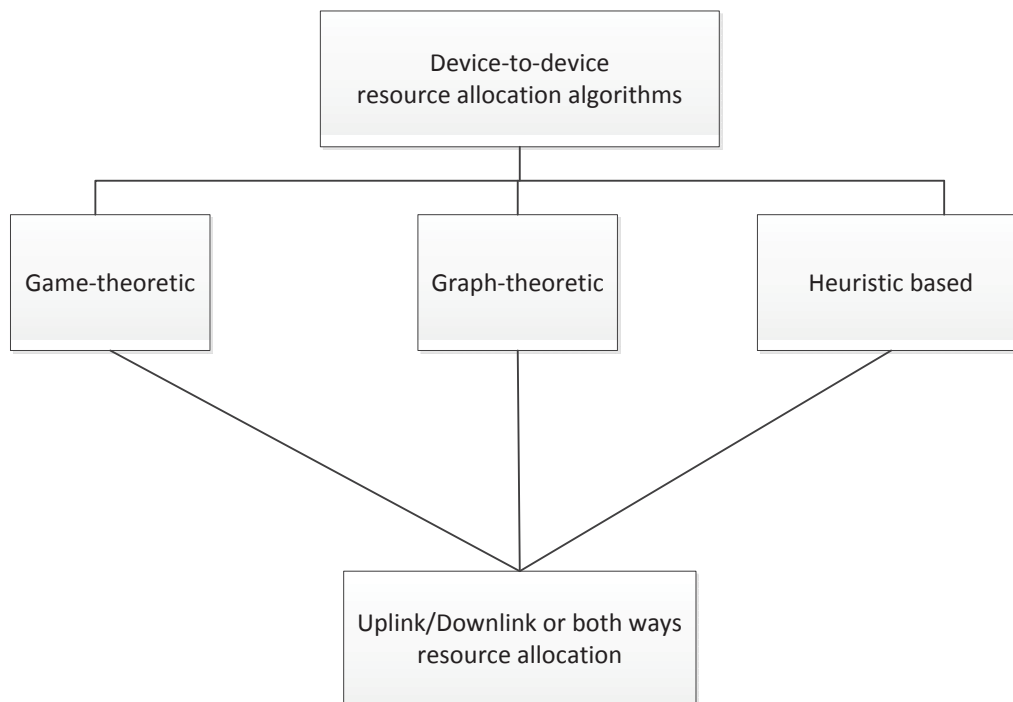 Device-to-device
resource allocation algorithms
Game-theoretic
Graph-theoretic
Heuristic based
Uplink/Downlink or both ways
resource allocation